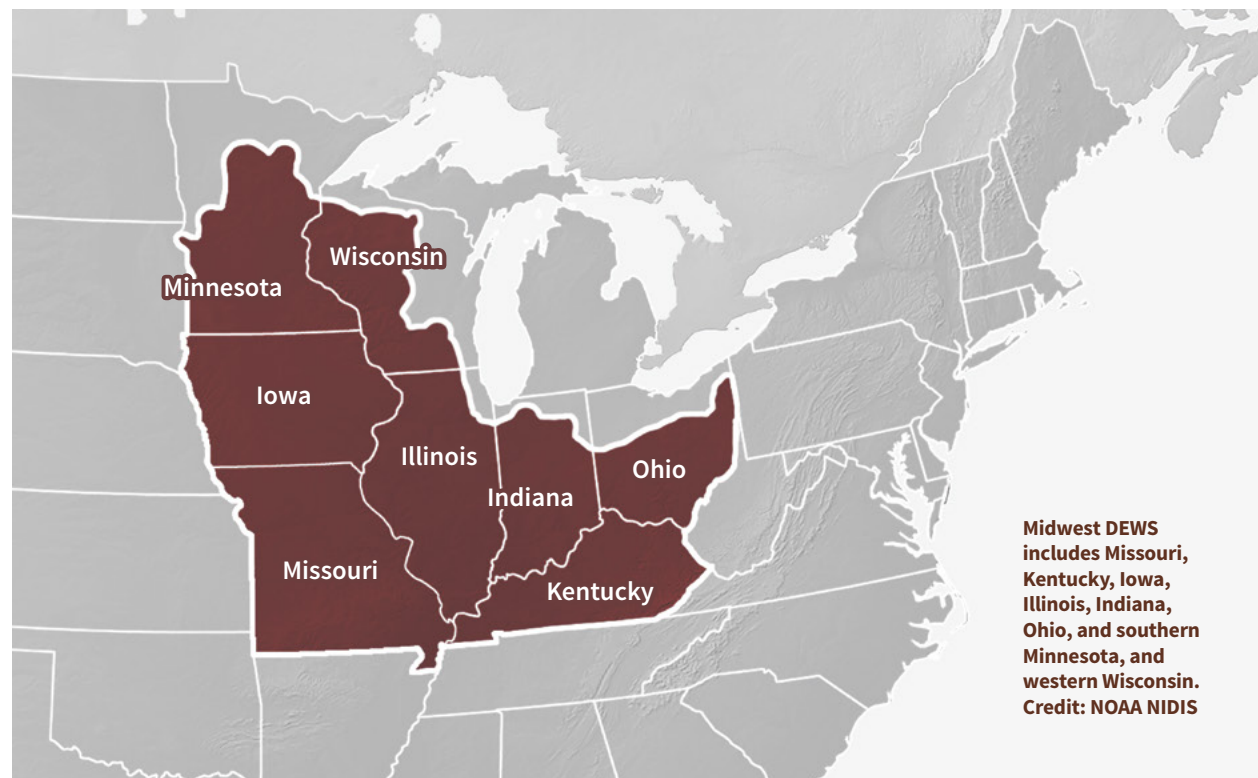 Wisconsin
Minnesota
Iowa
Illinois
Ohio
Indiana
Missouri
Kentucky
Midwest DEWS
includes Missouri,
Kentucky, Iowa,
Illinois, Indiana,
Ohio, and southern
Minnesota, and
western Wisconsin.
Credit: NOAA NIDIS